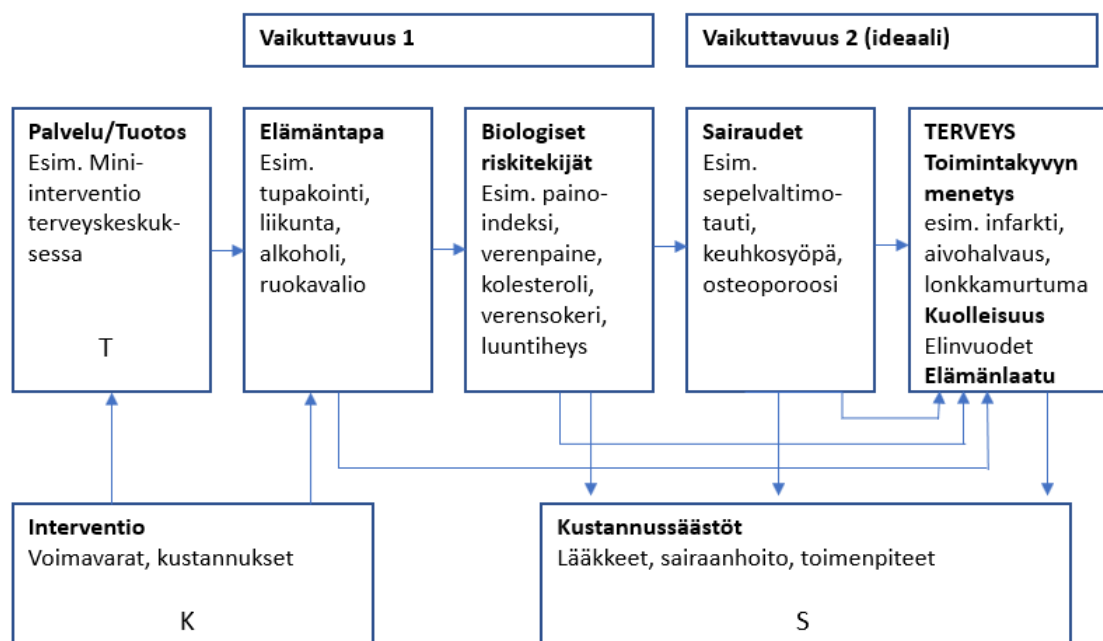 Vaikuttavuus 1
Vaikuttavuus 2 (ideaali)
Palvelu/Tuotos
Esim. Mini-
interventio
terveyskeskuk-
sessa
T
Elämäntapa
Esim.
tupakointi,
liikunta,
alkoholi,
ruokavalio
Biologiset
riskitekijät
Esim. paino-
indeksi,
verenpaine,
kolesteroli,
verensokeri,
luuntiheys
Sairaudet
Esim.
sepelvaltimo-
tauti,
keuhkosyöpä,
osteoporoosi
TERVEYS
Toimintakyvyn
menetys
esim. infarkti,
aivohalvaus,
lonkkamurtuma
Kuolleisuus
Elinvuodet
Elämänlaatu
Interventio
Voimavarat, kustannukset
K
Kustannussäästöt
Lääkkeet, sairaanhoito, toimenpiteet
S